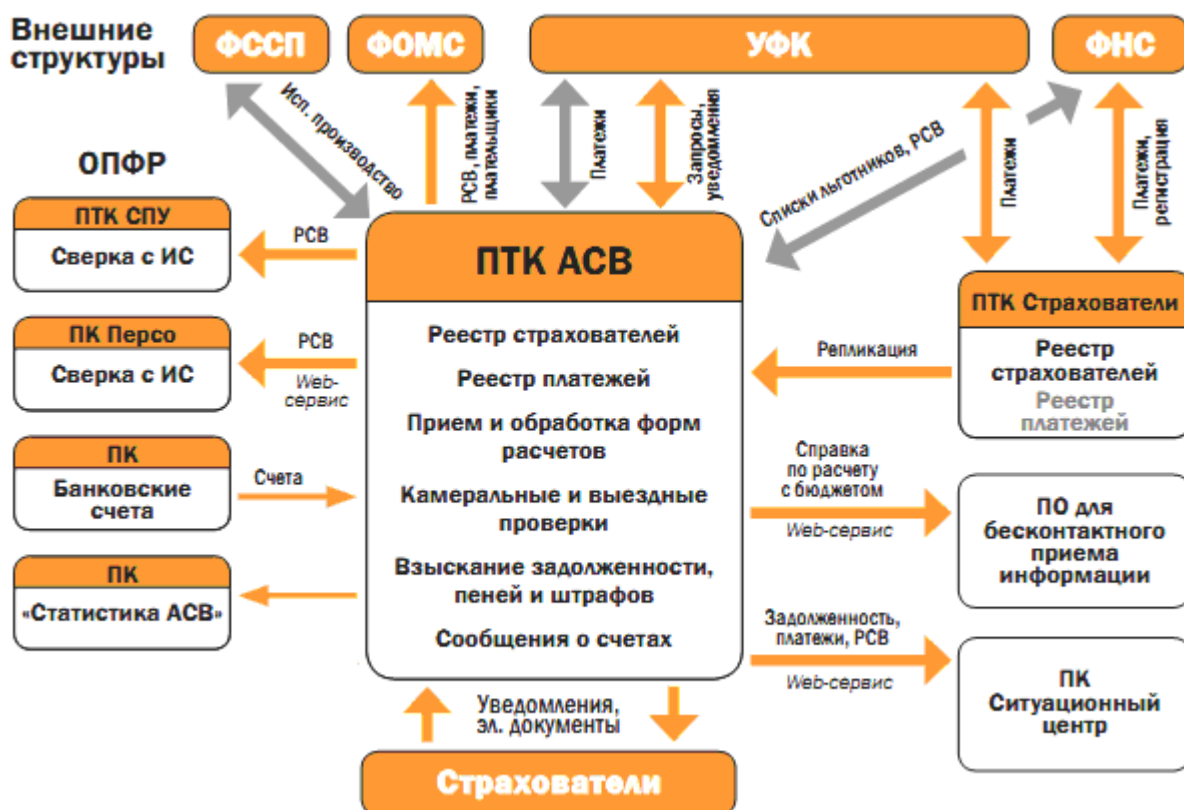 Внешние
структуры
ФССП
ФОМС
УФК
ФНС
Исп. производство
РСВ, платежи,
плательщики
Платежи
Запросы,
уведомления
Списки льготников, РСВ
Платежи
Платежи,
регистрация
ОПФР
ПТК СПУ
Сверка с ИС
РСВ
ПК Персо
Сверка с ИС
РСВ
Web-
сервис
ПК
Банковские
счета
Счета
ПК
«Статистика АСВ»
ПТК АСВ
Реестр страхователей
Реестр платежей
Прием и обработка форм
расчетов
Камеральные и выездные
проверки
Взыскание задолженности,
пеней и штрафов
Сообщения о счетах
Репликация
ПТК Страхователи
Реестр
страхователей
Реестр
платежей
Справка
по расчету
с бюджетом
Web-сервис
ПО для
бесконтактного
приема
информации
Задолженность,
платежи, РСВ
Web-сервис
ПК
Ситуационный
центр
Уведомления,
эл. документы
Страхователи